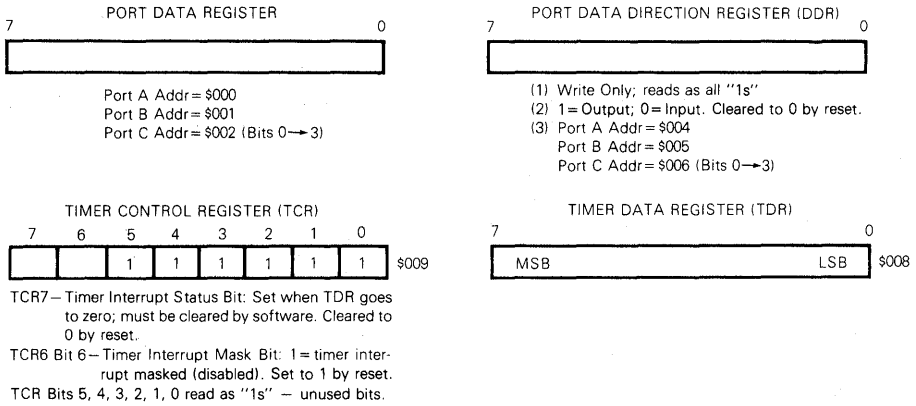 PORT DATA REGISTER
7 0
Port A Addr = $000
Port B Addr = $001
Port C Addr = $002 (Bits 0→3)
PORT DATA DIRECTION REGISTER (DDR)
7 0
(1) Write Only; reads as all "1s"
(2) 1 = Output; 0 = Input. Cleared to 0 by reset.
(3) Port A Addr = $004
Port B Addr = $005
Port C Addr = $006 (Bits 0→3)
TIMER CONTROL REGISTER (TCR)
7 6 5 4 3 2 1 0
1 1 1 1 1 1 $009
TCR7 — Timer Interrupt Status Bit: Set when TDR goes
to zero; must be cleared by software. Cleared to
0 by reset.
TCR6 Bit 6 — Timer Interrupt Mask Bit: 1 = timer inter-
rupt masked (disabled). Set to 1 by reset.
TCR Bits 5, 4, 3, 2, 1, 0 read as "1s" — unused bits.
TIMER DATA REGISTER (TDR)
7 0
MSB LSB $008